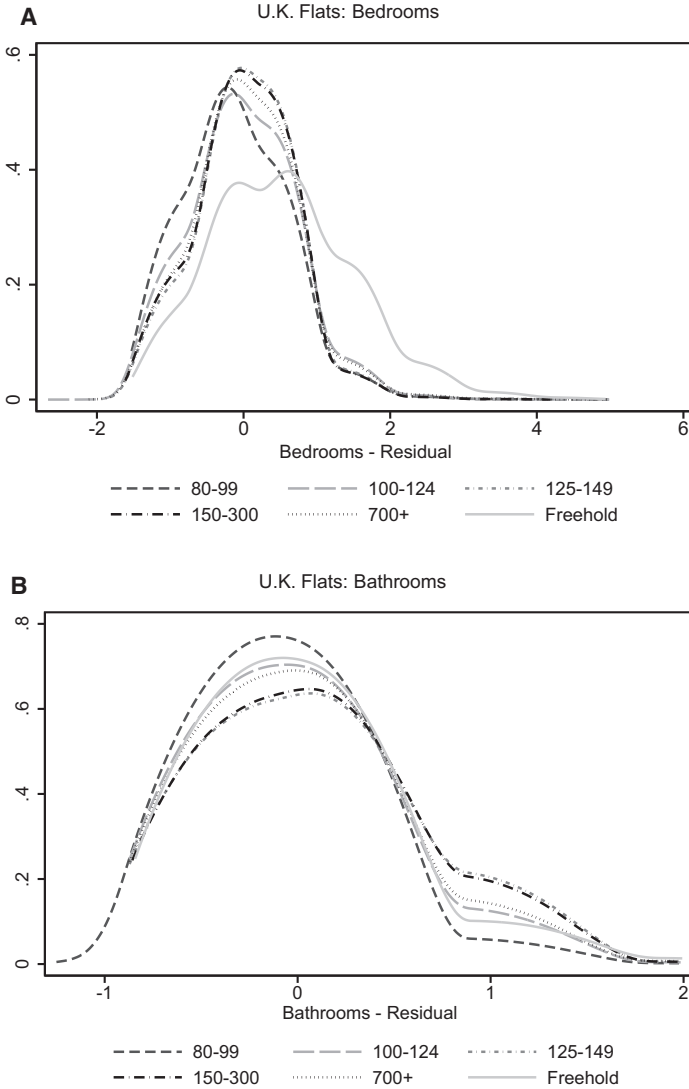 A
U.K. Flats: Bedrooms
.6
.4
.2
0
-2 0 2 4 6
Bedrooms - Residual
80-99 100-124 125-149
150-300 700+ Freehold
B
U.K. Flats: Bathrooms
.8
.6
.4
.2
0
-1 0 1 2
Bathrooms - Residual
80-99 100-124 125-149
150-300 700+ Freehold